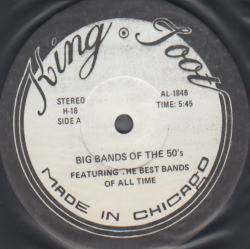 King • Toot
STEREO
H-18
SIDE A
AL-1848
TIME: 5:45
BIG BANDS OF THE 50's
FEATURING THE BEST BANDS
OF ALL TIME
MADE IN CHICAGO